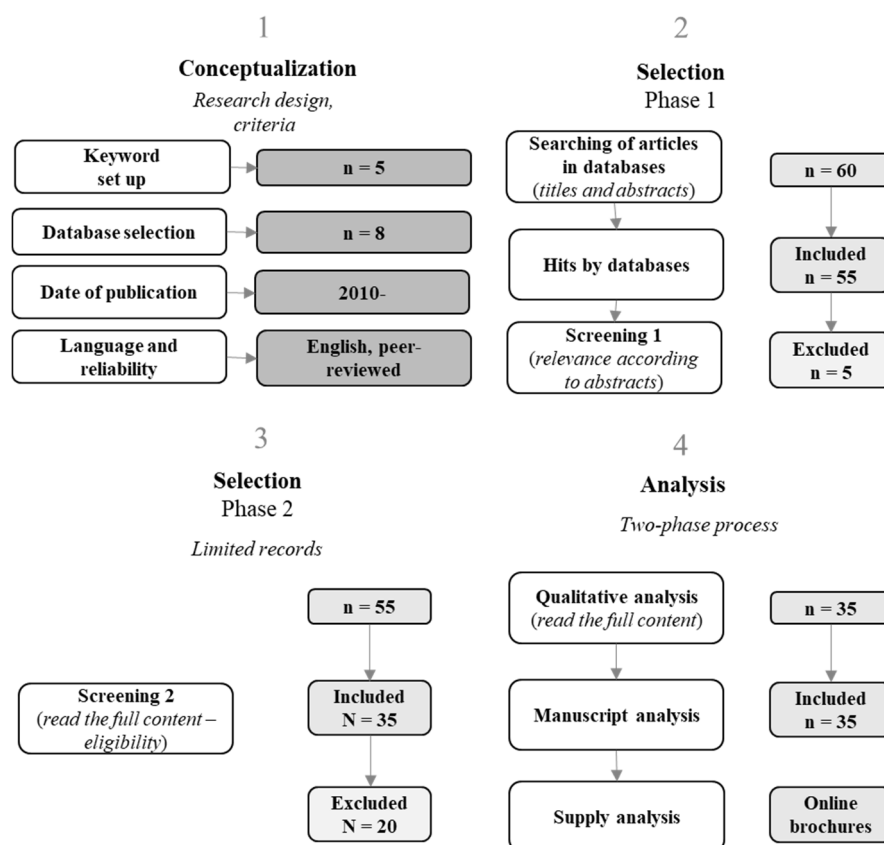 1
Conceptualization
Research design,
criteria
Keyword
set up
n = 5
Database selection
n = 8
Date of publication
2010-
Language and
reliability
English, peer-
reviewed
2
Selection
Phase 1
Searching of articles
in databases
(titles and abstracts)
n = 60
Hits by databases
Included
n = 55
Screening 1
(relevance according
to abstracts)
Excluded
n = 5
3
Selection
Phase 2
Limited records
n = 55
Screening 2
(read the full content –
eligibility)
Included
N = 35
Excluded
N = 20
4
Analysis
Two-phase process
Qualitative analysis
(read the full content)
n = 35
Manuscript analysis
Included
n = 35
Supply analysis
Online
brochures